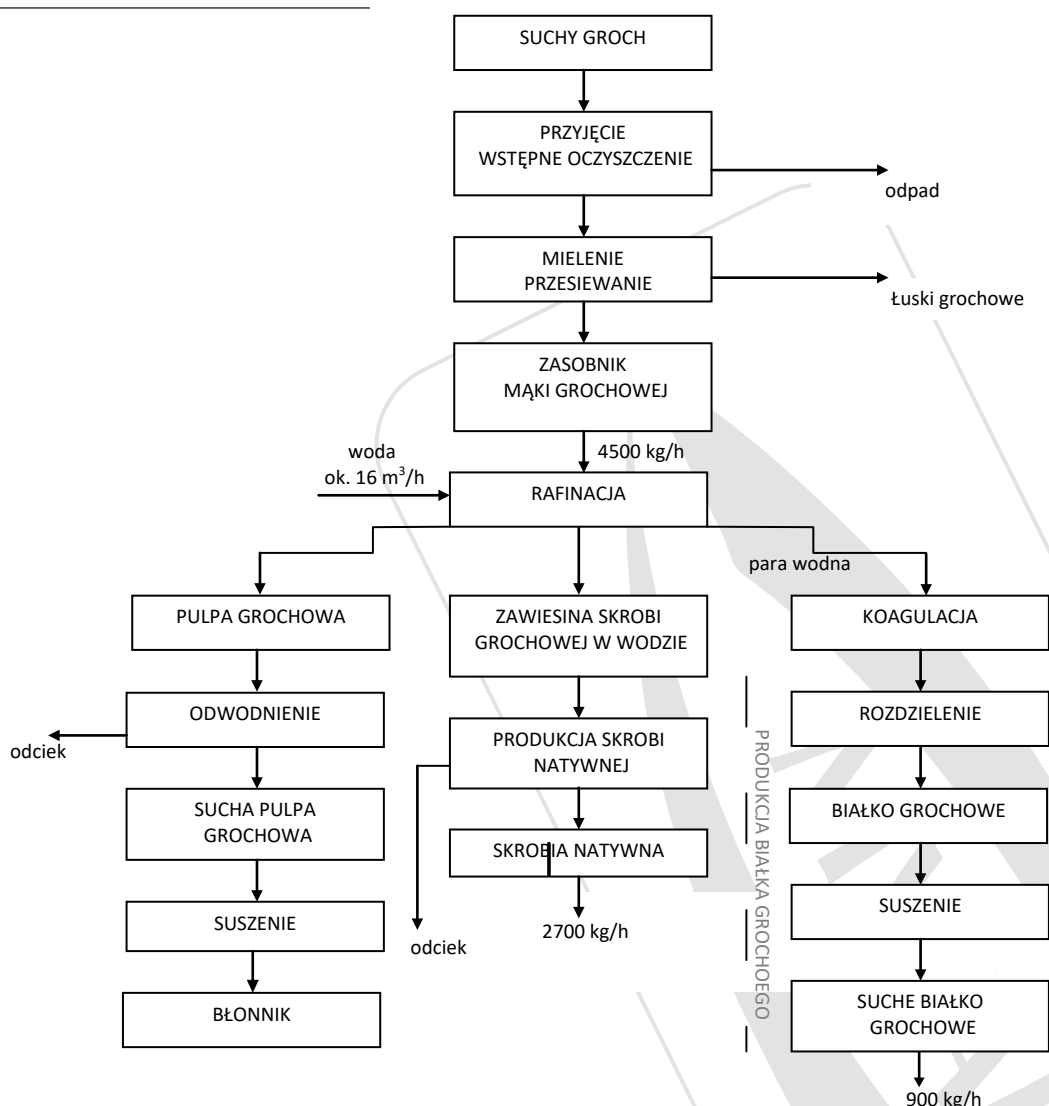 SUCHY GROCH
PRZYJĘCIE
WSTĘPNE OCZYSZCZENIE
odpad
MIELENIE
PRZESIEWANIE
Łuski grochowe
ZASOBNIK
MĄKI GROCHOWEJ
4500 kg/h
woda
ok. 16 m³/h
RAFINACJA
para wodna
PULPA GROCHOWA
ODWODNIENIE
odciek
SUCHA PULPA
GROCHOWA
SUSZENIE
BŁONNIK
ZAWIESINA SKROBI
GROCHOWEJ W WODZIE
PRODUKCJA SKROBI
NATYWNEJ
odciek
SKROBIA NATYWNA
2700 kg/h
PRODUKCJA BIAŁKA GROCHOEGO
KOAGULACJA
ROZDZIELENIE
BIAŁKO GROCHOWE
SUSZENIE
SUCHE BIAŁKO
GROCHOWE
900 kg/h